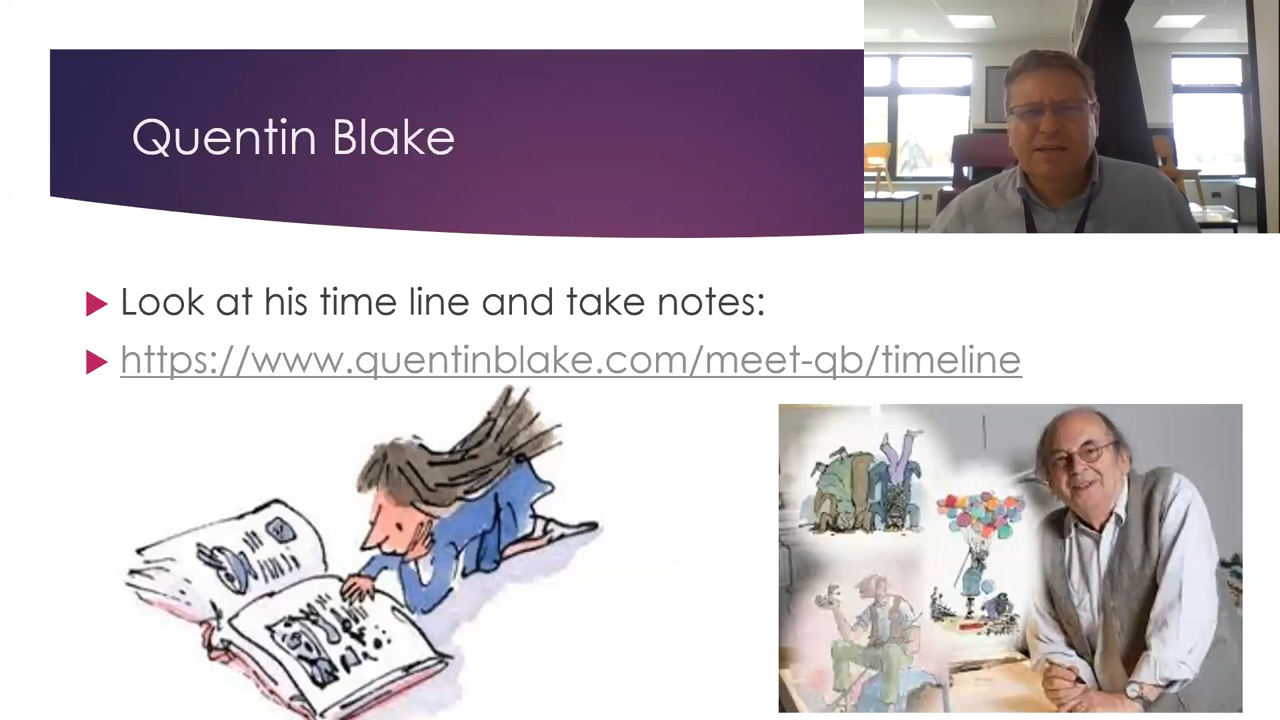 Quentin Blake
Look at his time line and take notes:
https://www.quentinblake.com/meet-qb/timeline